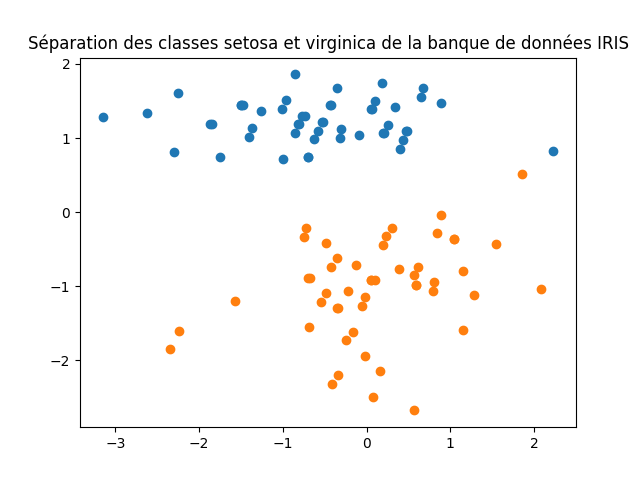 Séparation des classes setosa et virginica de la banque de données IRIS
2
1
0
−1
−2
−3 −2 −1 0 1 2